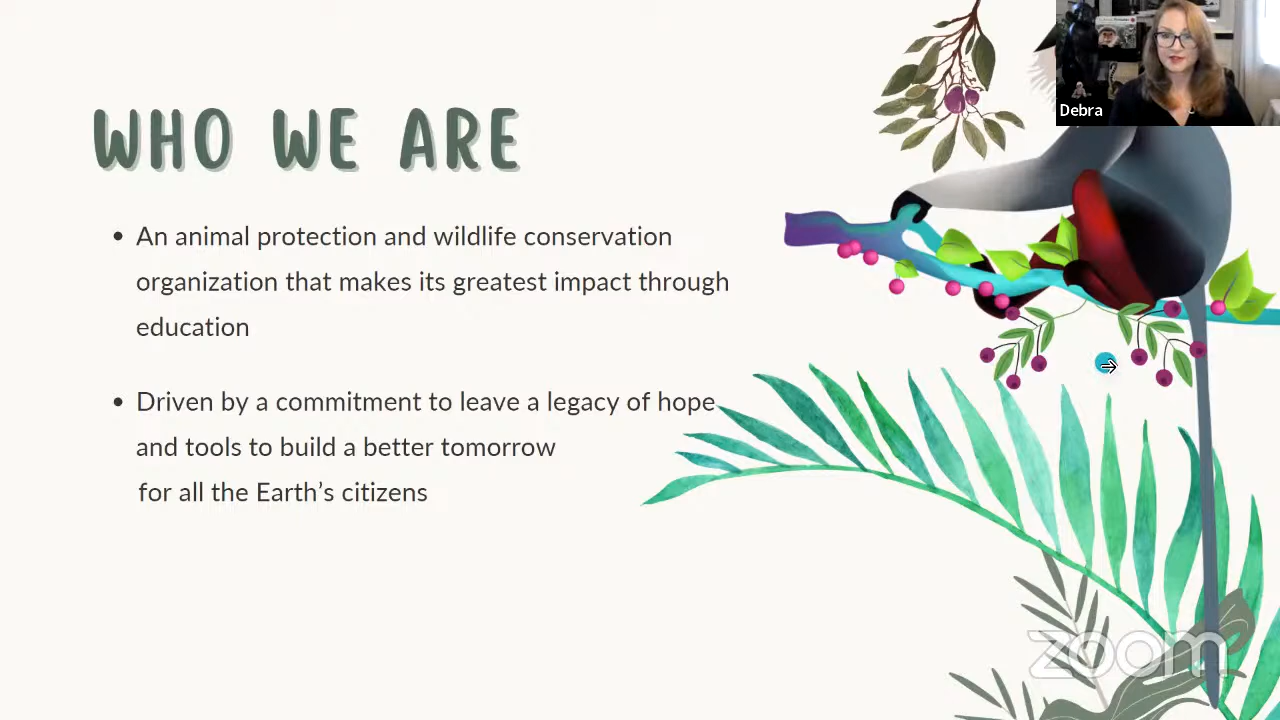 WHO WE ARE
• An animal protection and wildlife conservation
organization that makes its greatest impact through
education
• Driven by a commitment to leave a legacy of hope
and tools to build a better tomorrow
for all the Earth's citizens
Debra
zoom